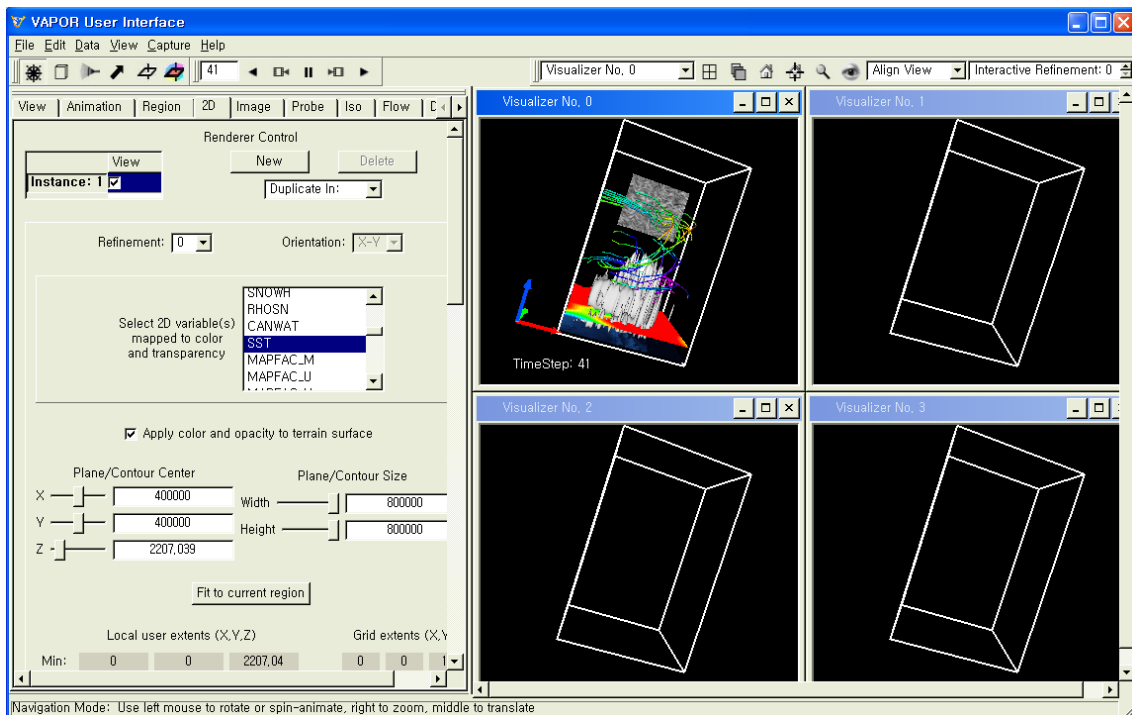 VAPOR User Interface
File Edit Data View Capture Help
41 Visualizer No, 0 Align View Interactive Refinement: 0
View Animation Region 2D Image Probe Iso Flow
Renderer Control
View New Delete
Instance: 1
Duplicate In:
Refinement: 0 Orientation: X-Y
Select 2D variable(s)
mapped to color
and transparency
SNOWH
RHOSN
CANWAT
SST
MAPFAC_M
MAPFAC_U
Apply color and opacity to terrain surface
Plane/Contour Center Plane/Contour Size
X 400000 Width 800000
Y 400000 Height 800000
Z 2207,039
Fit to current region
Local user extents (X,Y,Z) Grid extents (X,Y
Min: 0 0 2207,04 0 0 1
Visualizer No, 0
TimeStep: 41
Visualizer No, 1
Visualizer No, 2
Visualizer No, 3
Navigation Mode: Use left mouse to rotate or spin-animate, right to zoom, middle to translate